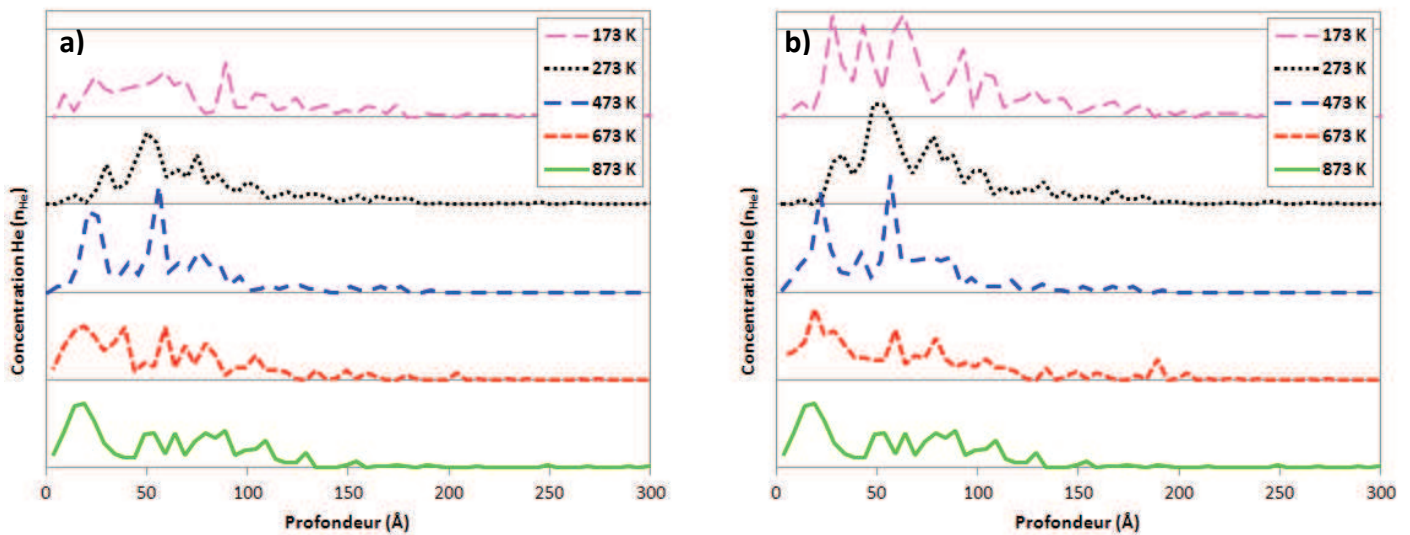 a)
173 K
273 K
473 K
673 K
873 K
Concentration He (nHe)
0 50 100 150 200 250 300
Profondeur (Å)
b)
173 K
273 K
473 K
673 K
873 K
Concentration He (nHe)
0 50 100 150 200 250 300
Profondeur (Å)